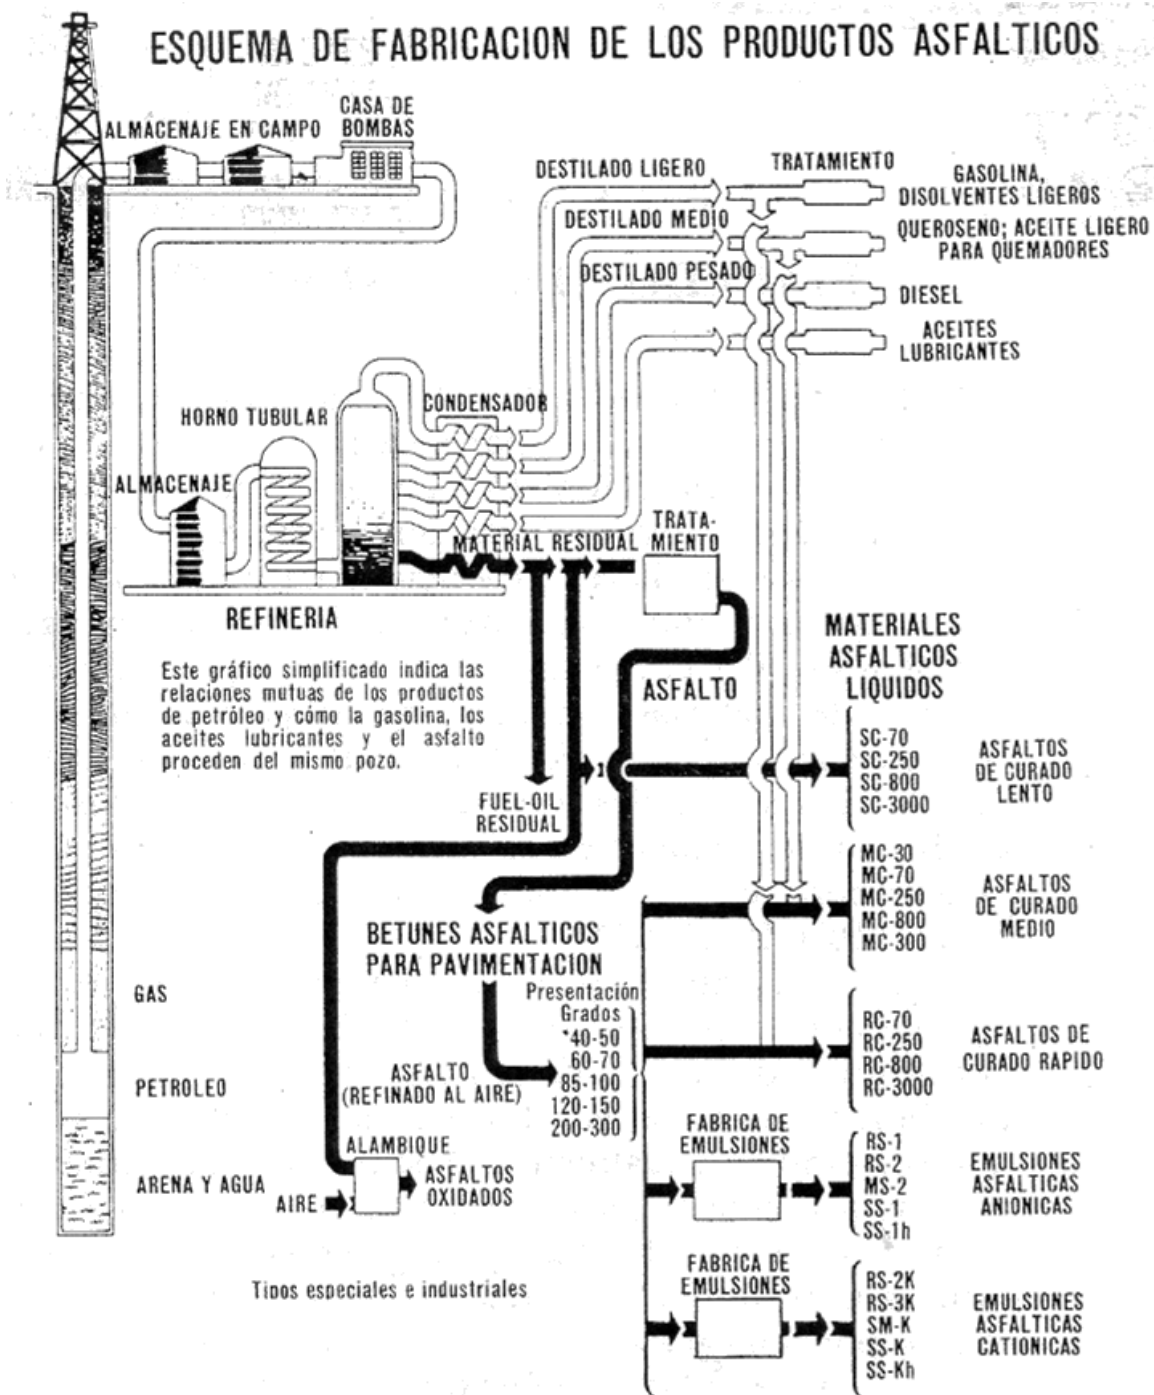 ESQUEMA DE FABRICACION DE LOS PRODUCTOS ASFALTICOS
ALMACENAJE EN CAMPO
CASA DE
BOMBAS
DESTILADO LIGERO
TRATAMIENTO
GASOLINA,
DISOLVENTES LIGEROS
DESTILADO MEDIO
QUEROSENO; ACEITE LIGERO
PARA QUEMADORES
DESTILADO PESADO
DIESEL
ACEITES
LUBRICANTES
HORNO TUBULAR
CONDENSADOR
ALMACENAJE
MATERIAL RESIDUAL
TRATA-
MIENTO
REFINERIA
Este gráfico simplificado indica las
relaciones mutuas de los productos
de petróleo y cómo la gasolina, los
aceites lubricantes y el asfalto
proceden del mismo pozo.
ASFALTO
MATERIALES
ASFALTICOS
LIQUIDOS
FUEL-OIL
RESIDUAL
SC-70
SC-250
SC-800
SC-3000
ASFALTOS
DE CURADO
LENTO
MC-30
MC-70
MC-250
MC-800
MC-300
ASFALTOS
DE CURADO
MEDIO
BETUNES ASFALTICOS
PARA PAVIMENTACION
Presentación
Grados
40-50
60-70
85-100
120-150
200-300
GAS
PETROLEO
ARENA Y AGUA
ASFALTO
(REFINADO AL AIRE)
RC-70
RC-250
RC-800
RC-3000
ASFALTOS DE
CURADO RAPIDO
ALAMBIQUE
AIRE
ASFALTOS
OXIDADOS
FABRICA DE
EMULSIONES
RS-1
RS-2
MS-2
SS-1
SS-1h
EMULSIONES
ASFALTICAS
ANIONICAS
Tipos especiales e industriales
FABRICA DE
EMULSIONES
RS-2K
RS-3K
SM-K
SS-K
SS-Kh
EMULSIONES
ASFALTICAS
CATIONICAS